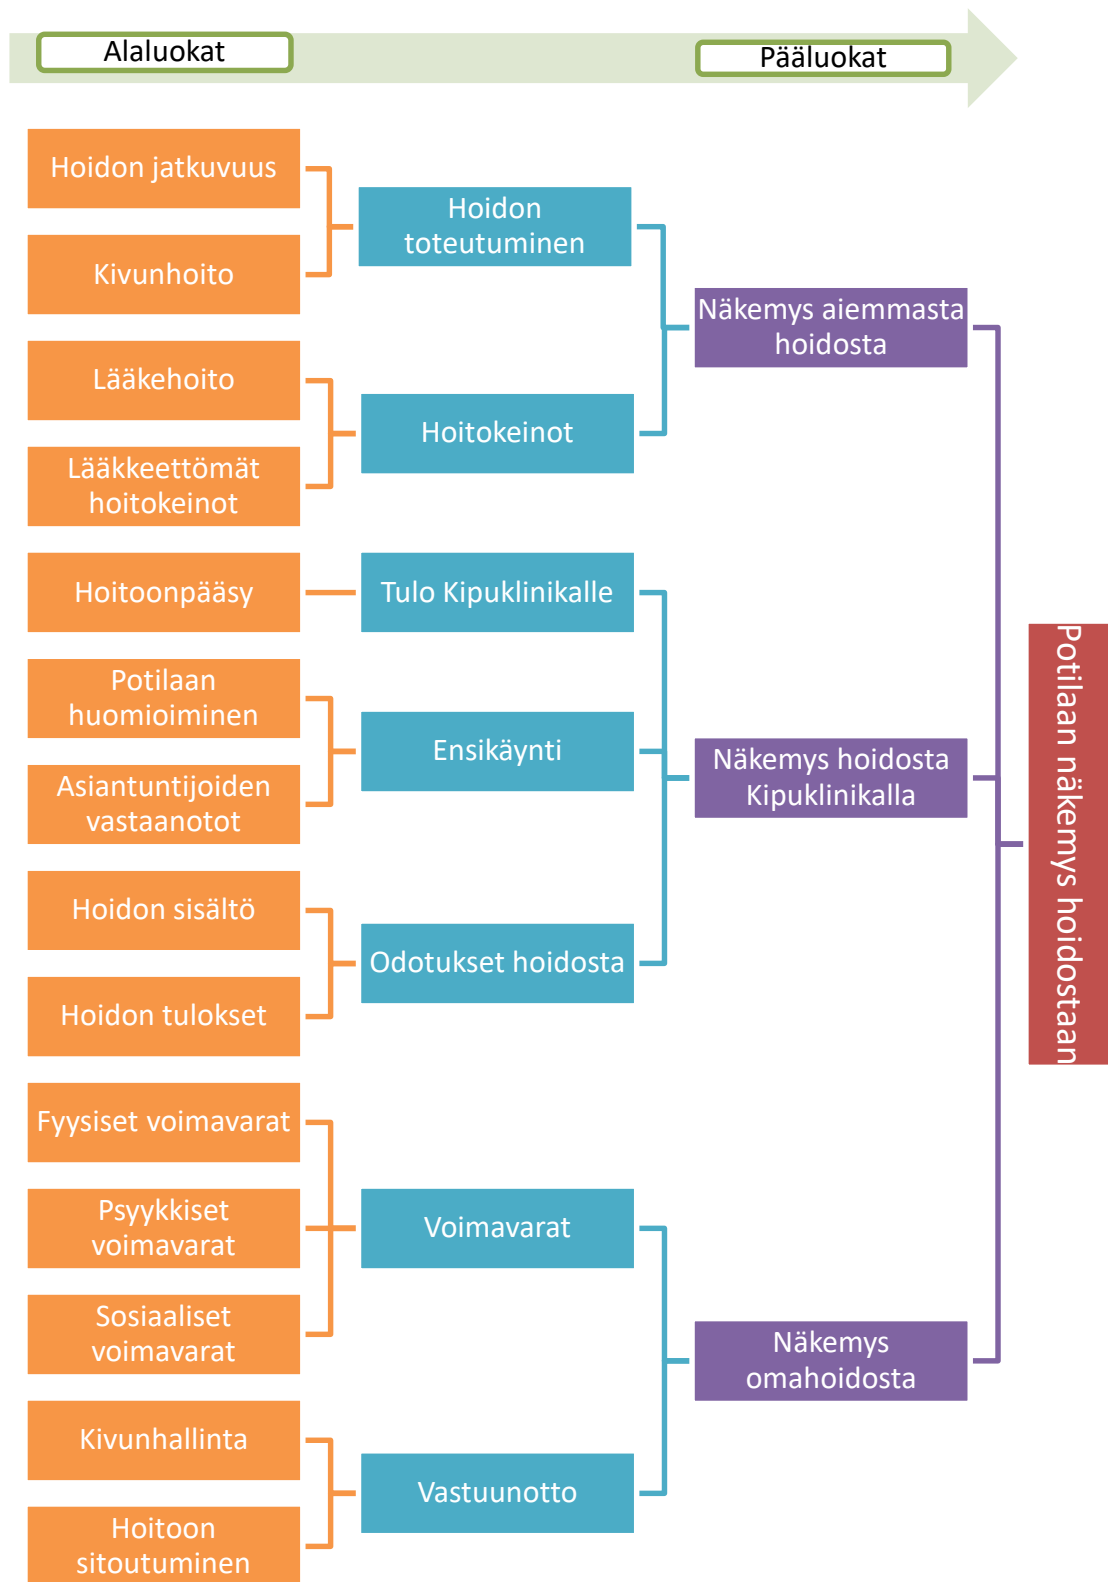 Alaluokat
Pääluokat
Hoidon jatkuvuus
Kivunhoito
Lääkehoito
Lääkkeettömät
hoitokeinot
Hoitoonpääsy
Potilaan
huomioiminen
Asiantuntijoiden
vastaanotot
Hoidon sisältö
Hoidon tulokset
Fyysiset voimavarat
Psyykkiset
voimavarat
Sosiaaliset
voimavarat
Kivunhallinta
Hoitoon
sitoutuminen
Hoidon
toteutuminen
Hoitokeinot
Tulo Kipuklinikalle
Ensikäynti
Odotukset hoidosta
Voimavarat
Vastuunotto
Näkemys aiemmasta
hoidosta
Näkemys hoidosta
Kipuklinikalla
Näkemys
omahoidosta
Potilaan näkemys hoidostaan